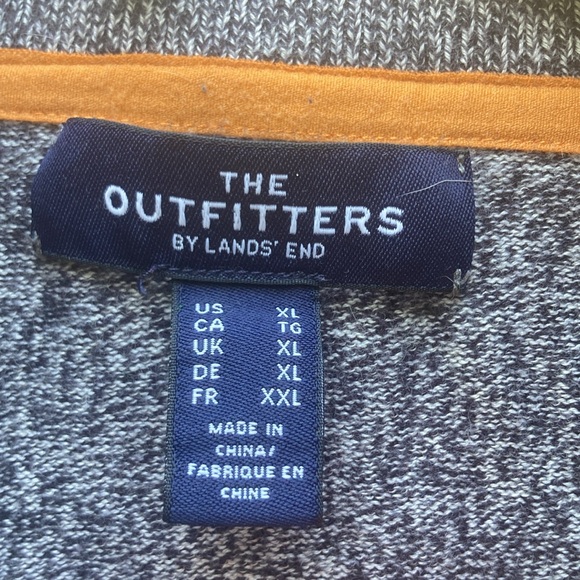 THE
OUTFITTERS
BY LANDS' END
US XL
CA TG
UK XL
DE XL
FR XXL
MADE IN
CHINA/
FABRIQUE EN
CHINE